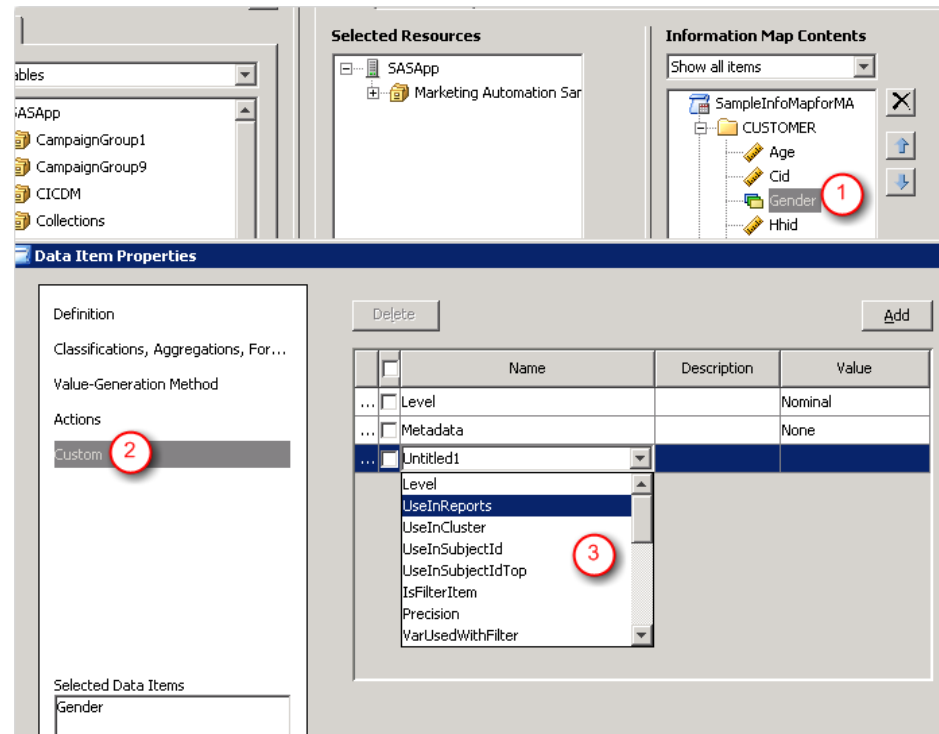 Selected Resources
Information Map Contents
ables
Show all items
SASApp
Marketing Automation Sar
SampleInfoMapforMA
CUSTOMER
Age
Cid
Gender
1
Hhid
SASApp
CampaignGroup1
CampaignGroup9
CICDM
Collections
Data Item Properties
Definition
Classifications, Aggregations, For...
Value-Generation Method
Actions
Custom
2
Selected Data Items
Gender
Delete
Add
Name Description Value
... Level Nominal
... Metadata None
... Untitled1
Level
UseInReports
UseInCluster
UseInSubjectId
3
UseInSubjectIdTop
IsFilterItem
Precision
VarUsedWithFilter